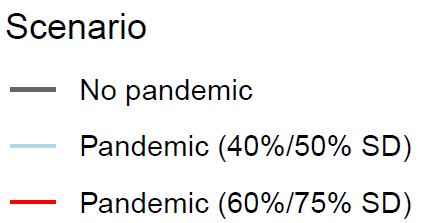 Scenario
No pandemic
Pandemic (40%/50% SD)
Pandemic (60%/75% SD)